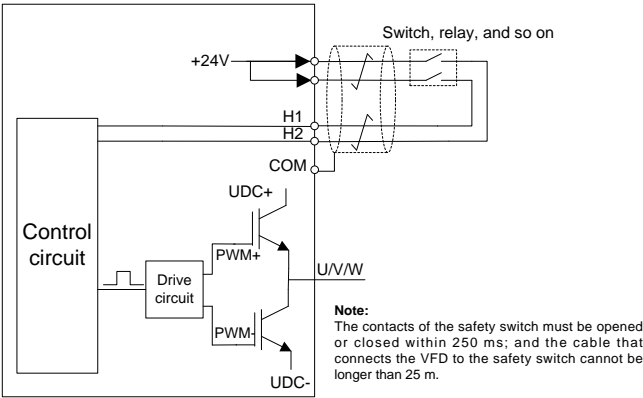 Switch, relay, and so on
+24V
H1
H2
COM
UDC+
Control
circuit
PWM+
Drive
circuit
U/V/W
PWM-
UDC-
Note:
The contacts of the safety switch must be opened
or closed within 250 ms; and the cable that
connects the VFD to the safety switch cannot be
longer than 25 m.